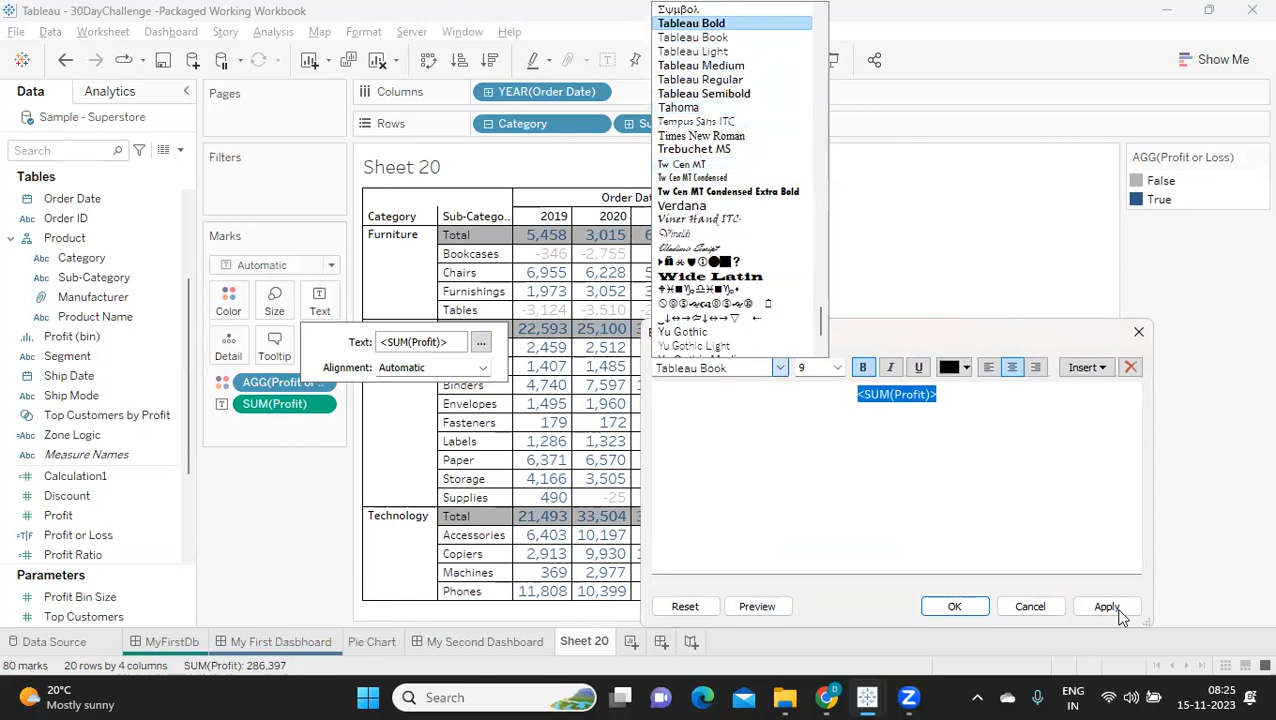 Tableau - 30DayChallenge - Packaged Working Workbook
File Data Worksheet Dashboard Story Analysis Map Format Server Window Help
Show Me
Data Analytics
Sample - Superstore
Search
Tables
Order Date
Order ID
Product
Category
Sub-Category
Manufacturer
Product Name
Profit (bin)
Segment
Ship Date
Ship Mode
Top Customers by Profit
Zone Logic
Measure Names
Calculation1
Discount
Profit
Profit or Loss
Profit Ratio
Parameters
Profit Bin Size
Top Customers
Pages
Filters
Marks
Automatic
Color Size Text
Detail Tooltip
AGG(Profit or ..
SUM(Profit)
Text: <SUM(Profit)> ...
Alignment: Automatic
Columns YEAR(Order Date)
Rows Category
Sheet 20
Order Dat
Category Sub-Catego.. 2019 2020
Furniture Total 5,458 3,015
Bookcases -346 -2,755
Chairs 6,955 6,228
Furnishings 1,973 3,052
Tables -3,124 -3,510
22,593 25,100
2,459 2,512
1,407 1,485
Binders 4,740 7,597
Envelopes 1,495 1,960
Fasteners 179 172
Labels 1,286 1,323
Paper 6,371 6,570
Storage 4,166 3,505
Supplies 490 -25
Technology Total 21,493 33,504
Accessories 6,403 10,197
Copiers 2,913 9,930
Machines 369 2,977
Phones 11,808 10,399
Σψμβολ
Tableau Bold
Tableau Book
Tableau Light
Tableau Medium
Tableau Regular
Tableau Semibold
Tahoma
Tempus Sans ITC
Times New Roman
Trebuchet MS
Tw Cen MT
Tw Cen MT Condensed
Tw Cen MT Condensed Extra Bold
Verdana
Viner Hand ITC
Vivaldi
Vladimir Script
Wide Latin
Yu Gothic
Yu Gothic Light
Tableau Book 9 B I U Insert
<SUM(Profit)>
Reset Preview OK Cancel Apply
AGG(Profit or Loss)
False
True
Data Source MyFirstDb My First Dasbhoard Pie Chart My Second Dashboard Sheet 20
80 marks 20 rows by 4 columns SUM(Profit): 286,397
20°C
Mostly sunny
Search
ENG
IN
08:25
15-11-2023